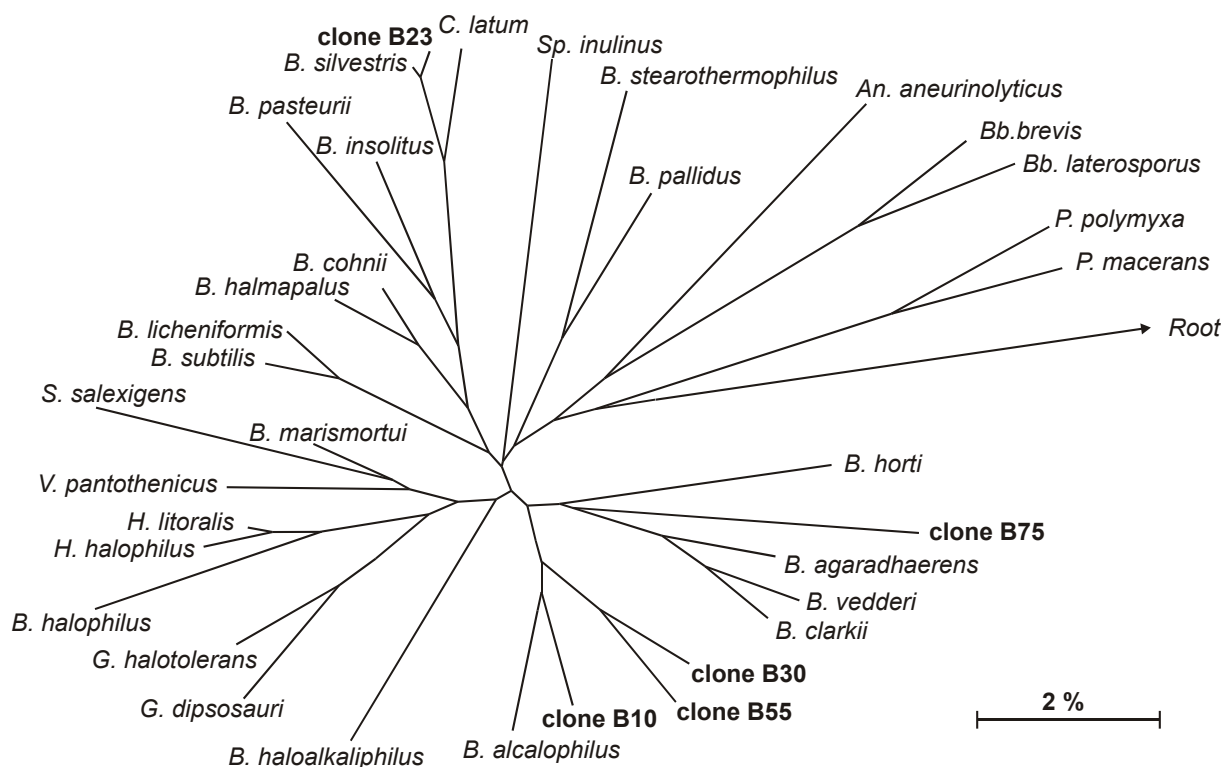 C. latum
clone B23
Sp. inulinus
B. silvestris
B. stearothermophilus
An. aneurinolyticus
B. pasteurii
Bb.brevis
B. insolitus
Bb. laterosporus
B. pallidus
P. polymyxa
B. cohnii
P. macerans
B. halmapalus
B. licheniformis
Root
B. subtilis
S. salexigens
B. marismortui
B. horti
V. pantothenicus
H. litoralis
clone B75
H. halophilus
B. agaradhaerens
B. vedderi
B. halophilus
B. clarkii
G. halotolerans
clone B30
2 %
G. dipsosauri
clone B55
clone B10
B. haloalkaliphilus
B. alcalophilus